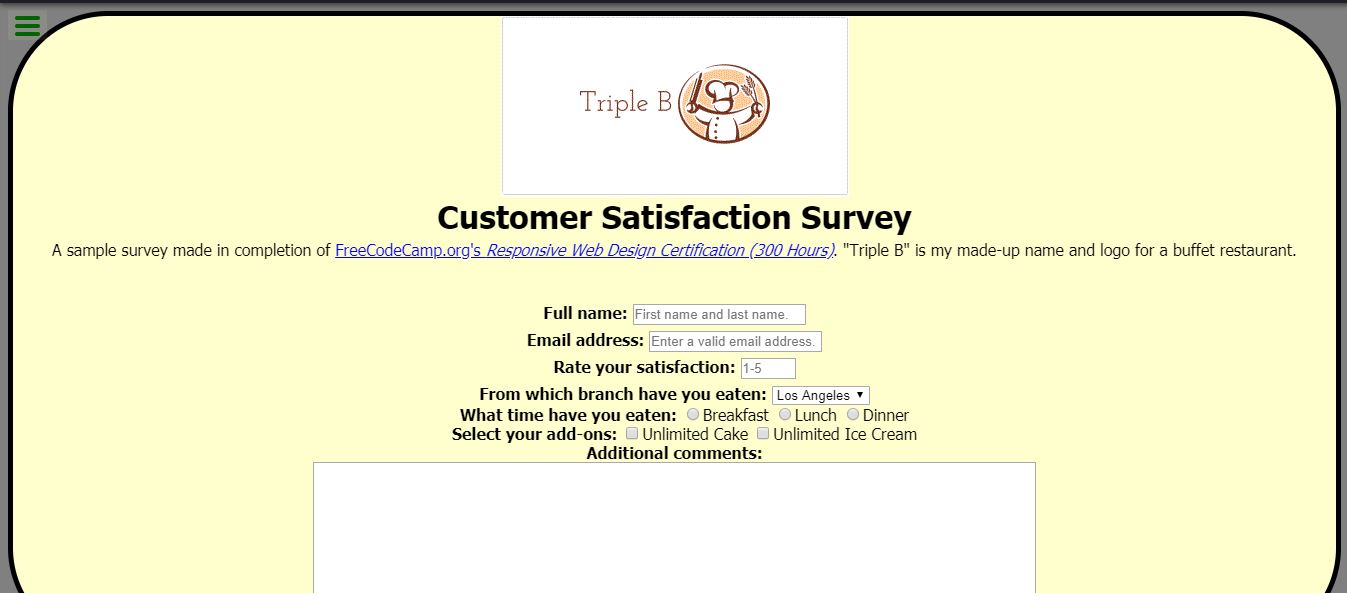 Triple B
Customer Satisfaction Survey
A sample survey made in completion of FreeCodeCamp.org's Responsive Web Design Certification (300 Hours). "Triple B" is my made-up name and logo for a buffet restaurant.
Full name: First name and last name.
Email address: Enter a valid email address.
Rate your satisfaction: 1-5
From which branch have you eaten: Los Angeles
What time have you eaten: Breakfast Lunch Dinner
Select your add-ons: Unlimited Cake Unlimited Ice Cream
Additional comments: